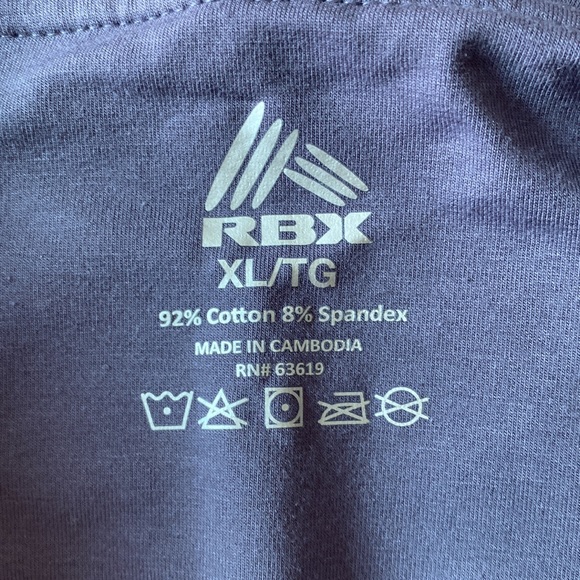 RBX
XL/TG
92% Cotton 8% Spandex
MADE IN CAMBODIA
RN# 63619